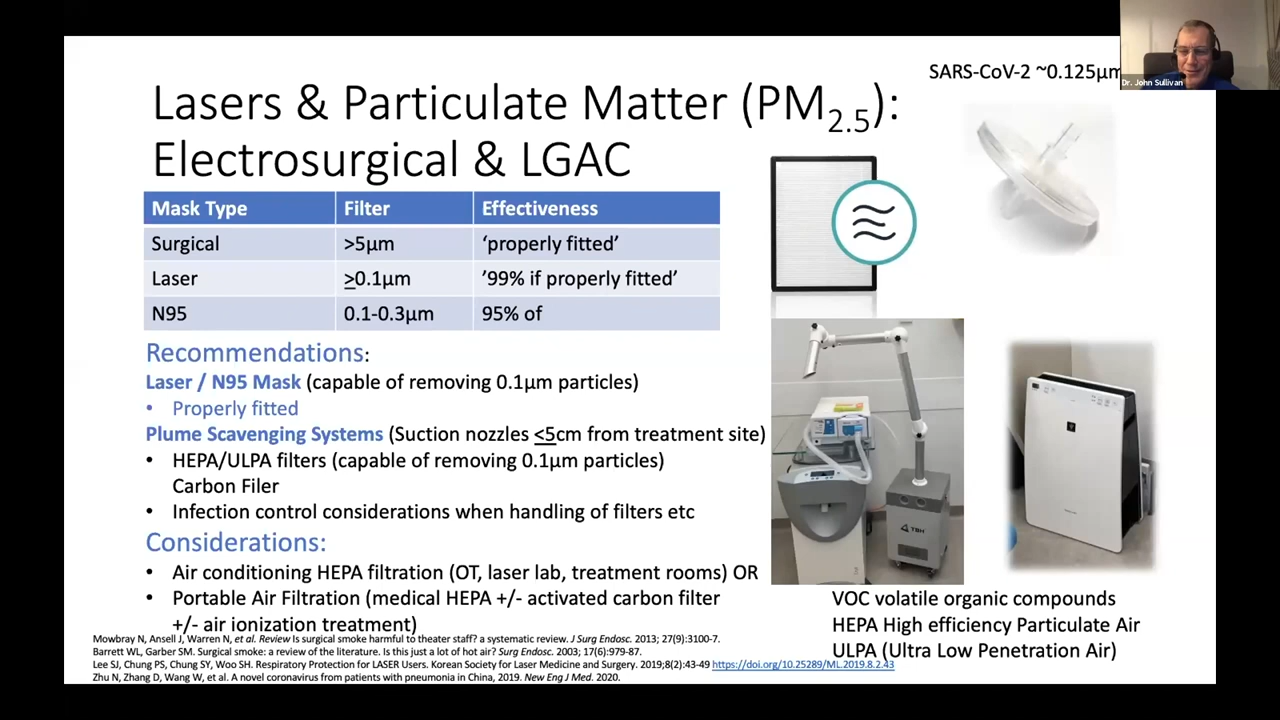 SARS-CoV-2 ~0.125µm
Dr. John Sullivan
Lasers & Particulate Matter (PM2.5):
Electrosurgical & LGAC
Mask Type Filter Effectiveness
Surgical >5µm ‘properly fitted’
Laser ≥0.1µm ’99% if properly fitted’
N95 0.1-0.3µm 95% of
Recommendations:
Laser / N95 Mask (capable of removing 0.1µm particles)
• Properly fitted
Plume Scavenging Systems (Suction nozzles ≤5cm from treatment site)
• HEPA/ULPA filters (capable of removing 0.1µm particles)
Carbon Filer
• Infection control considerations when handling of filters etc
Considerations:
• Air conditioning HEPA filtration (OT, laser lab, treatment rooms) OR
• Portable Air Filtration (medical HEPA +/- activated carbon filter
+/- air ionization treatment)
TBH
VOC volatile organic compounds
HEPA High efficiency Particulate Air
ULPA (Ultra Low Penetration Air)
Mowbray N, Ansell J, Warren N, et al. Review Is surgical smoke harmful to theater staff? a systematic review. J Surg Endosc. 2013; 27(9):3100-7.
Barrett WL, Garber SM. Surgical smoke: a review of the literature. Is this just a lot of hot air? Surg Endosc. 2003; 17(6):979-87.
Lee SJ, Chung PS, Chung SY, Woo SH. Respiratory Protection for LASER Users. Korean Society for Laser Medicine and Surgery. 2019;8(2):43-49 https://doi.org/10.25289/ML.2019.8.2.43
Zhu N, Zhang D, Wang W, et al. A novel coronavirus from patients with pneumonia in China, 2019. New Eng J Med. 2020.